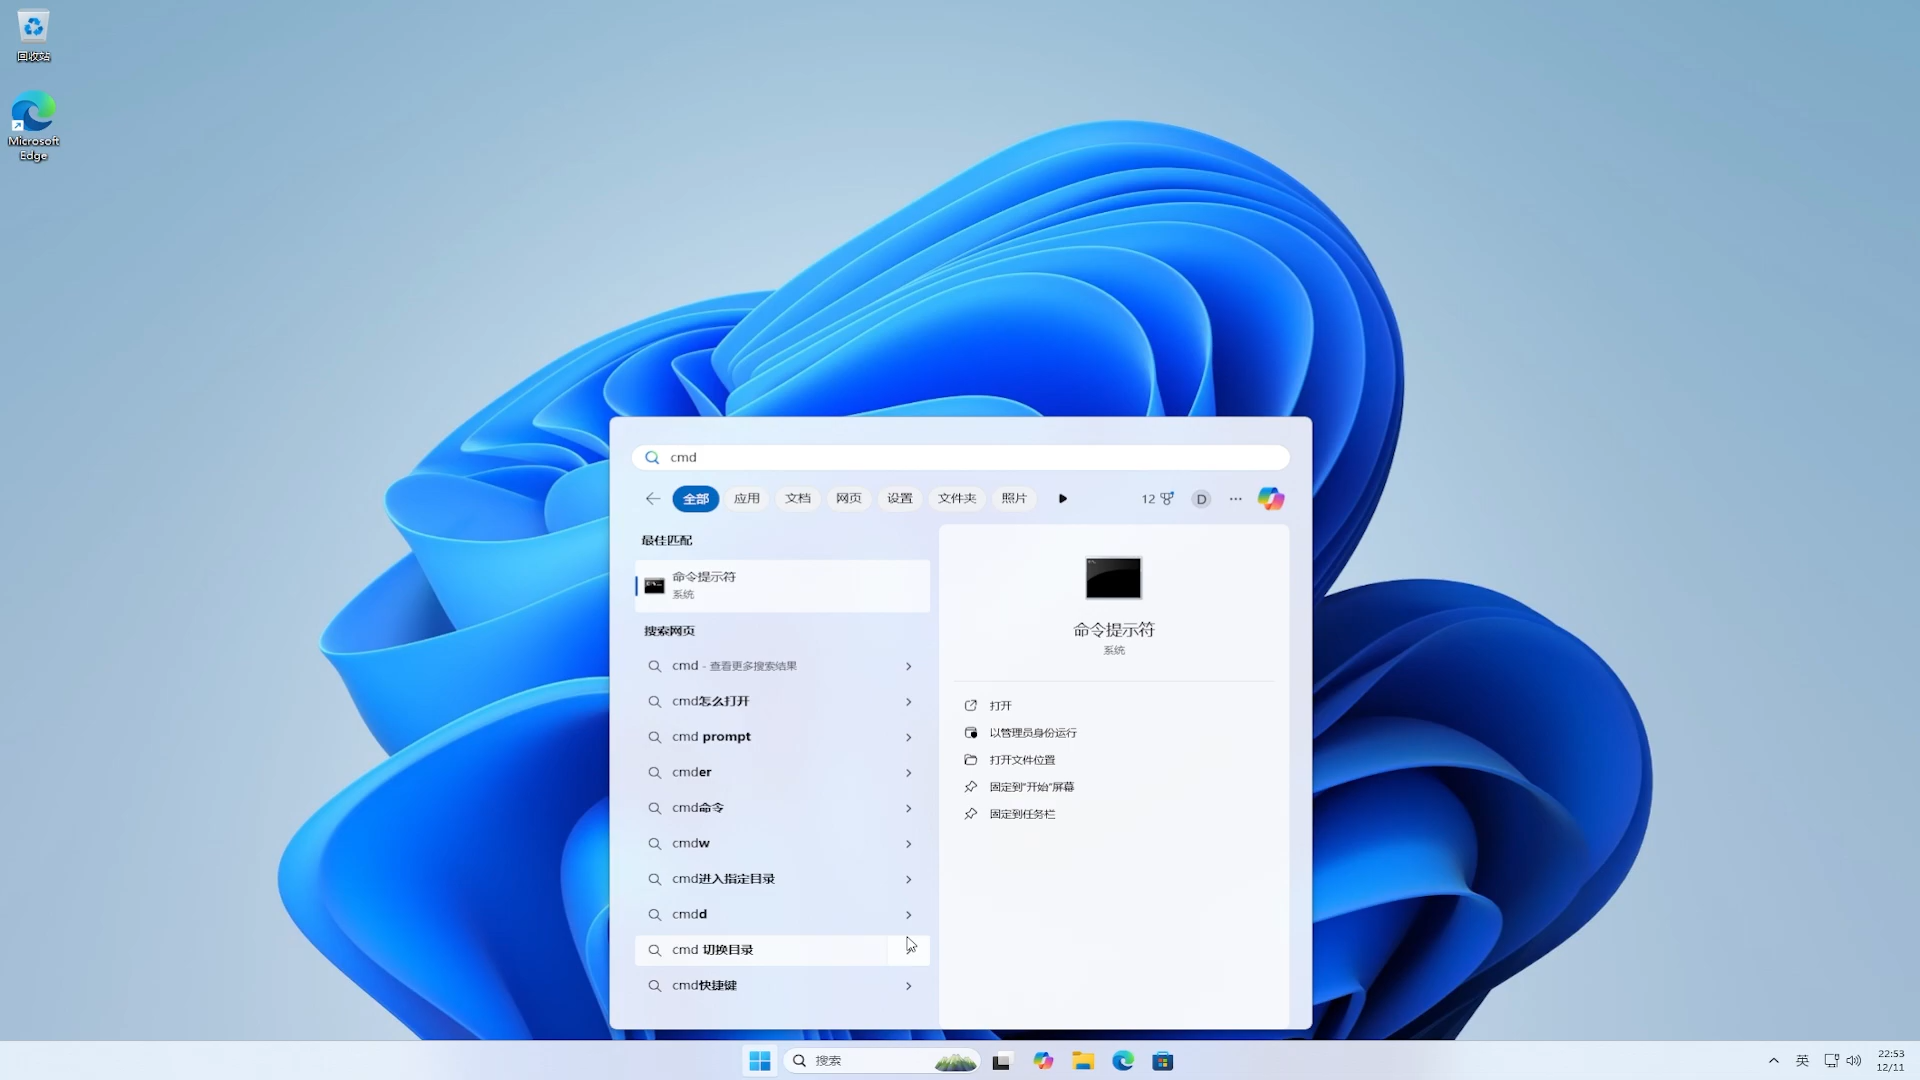 回收站
Microsoft
Edge
cmd
全部 应用 文档 网页 设置 文件夹 照片 12 D
最佳匹配
命令提示符
系统
搜索网页
cmd - 查看更多搜索结果
cmd怎么打开
cmd prompt
cmder
cmd命令
cmdw
cmd进入指定目录
cmdd
cmd 切换目录
cmd快捷键
命令提示符
系统
打开
以管理员身份运行
打开文件位置
固定到"开始"屏幕
固定到任务栏
搜索
英
22:53
12/11